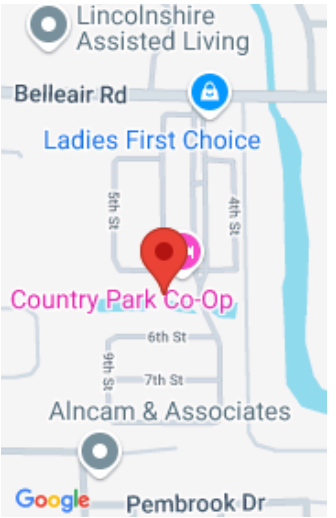 Lincolnshire
Assisted Living
Belleair Rd
Ladies First Choice
5th St
4th St
Country Park Co-Op
6th St
9th St
7th St
Alncam & Associates
Google
Pembrook Dr